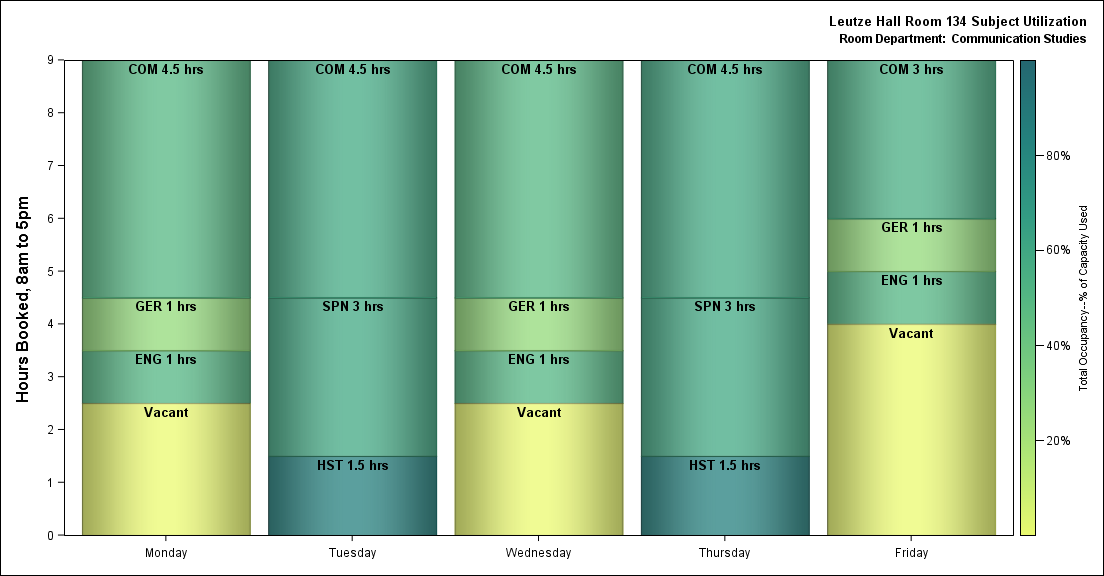 Leutze Hall Room 134 Subject Utilization
Room Department: Communication Studies
Hours Booked, 8am to 5pm
9
8
7
6
5
4
3
2
1
0
COM 4.5 hrs
GER 1 hrs
ENG 1 hrs
Vacant
Monday
COM 4.5 hrs
SPN 3 hrs
HST 1.5 hrs
Tuesday
COM 4.5 hrs
GER 1 hrs
ENG 1 hrs
Vacant
Wednesday
COM 4.5 hrs
SPN 3 hrs
HST 1.5 hrs
Thursday
COM 3 hrs
GER 1 hrs
ENG 1 hrs
Vacant
Friday
80%
60%
40%
20%
Total Occupancy--% of Capacity Used